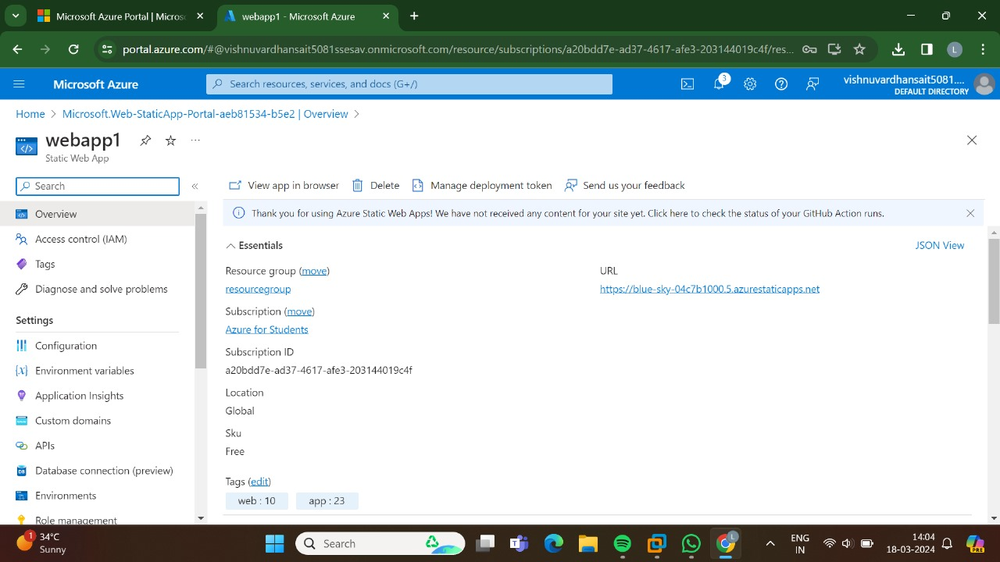 Microsoft Azure Portal | Micros
webapp1 - Microsoft Azure
portal.azure.com/#@vishnuvardhansait5081ssesav.onmicrosoft.com/resource/subscriptions/a20bdd7e-ad37-4617-afe3-203144019c4f/res...
L
Microsoft Azure
Search resources, services, and docs (G+/)
3
vishnuvardhansait5081....
DEFAULT DIRECTORY
Home > Microsoft.Web-StaticApp-Portal-aeb81534-b5e2 | Overview >
webapp1
Static Web App
Search
View app in browser
Delete
Manage deployment token
Send us your feedback
Thank you for using Azure Static Web Apps! We have not received any content for your site yet. Click here to check the status of your GitHub Action runs.
Overview
Access control (IAM)
Tags
Diagnose and solve problems
Settings
Configuration
Environment variables
Application Insights
Custom domains
APIs
Database connection (preview)
Environments
Role management
Essentials
JSON View
Resource group (move)
resourcegroup
URL
https://blue-sky-04c7b1000.5.azurestaticapps.net
Subscription (move)
Azure for Students
Subscription ID
a20bdd7e-ad37-4617-afe3-203144019c4f
Location
Global
Sku
Free
Tags (edit)
web : 10
app : 23
1
34°C
Sunny
Search
L
ENG
IN
14:04
18-03-2024
PRE